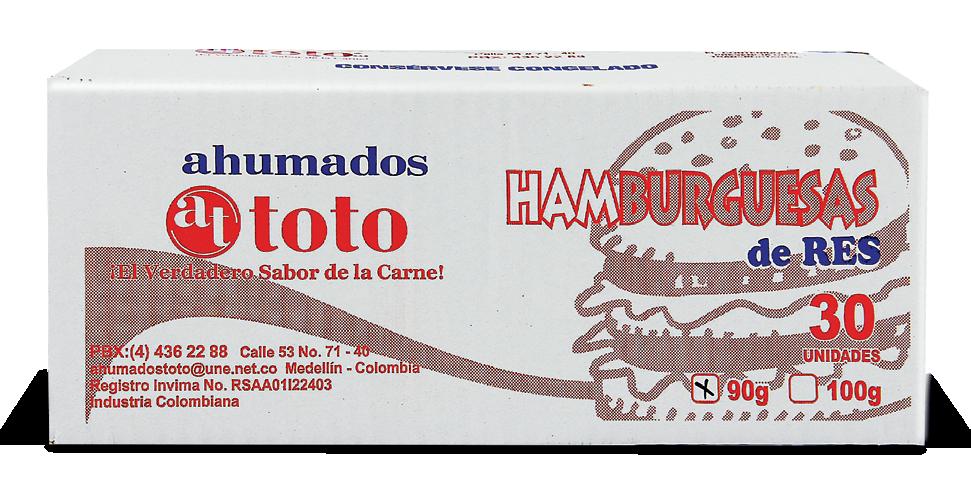 toto
CONSÉRVESE CONGELADO
ahumados
at toto
¡El Verdadero Sabor de la Carne!
HAMBURGUESAS
de RES
30
UNIDADES
90g 100g
PBX:(4) 436 22 88 Calle 53 No. 71 - 40
ahumadostoto@une.net.co Medellín - Colombia
Registro Invima No. RSAA01I22403
Industria Colombiana